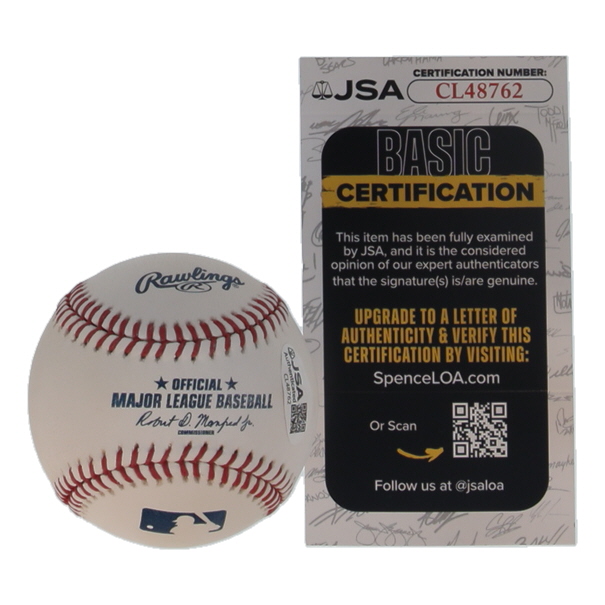 Rawlings
R
OFFICIAL
MAJOR LEAGUE BASEBALL
Robert D. Manfred Jr.
COMMISSIONER
JSA
CL48762
JSA
CERTIFICATION NUMBER:
CL48762
BASIC
CERTIFICATION
This item has been fully examined
by JSA, and it is the considered
opinion of our expert authenticators
that the signature(s) is/are genuine.
UPGRADE TO A LETTER OF
AUTHENTICITY & VERIFY THIS
CERTIFICATION BY VISITING:
SpenceLOA.com
Or Scan
Follow us at @jsaloa